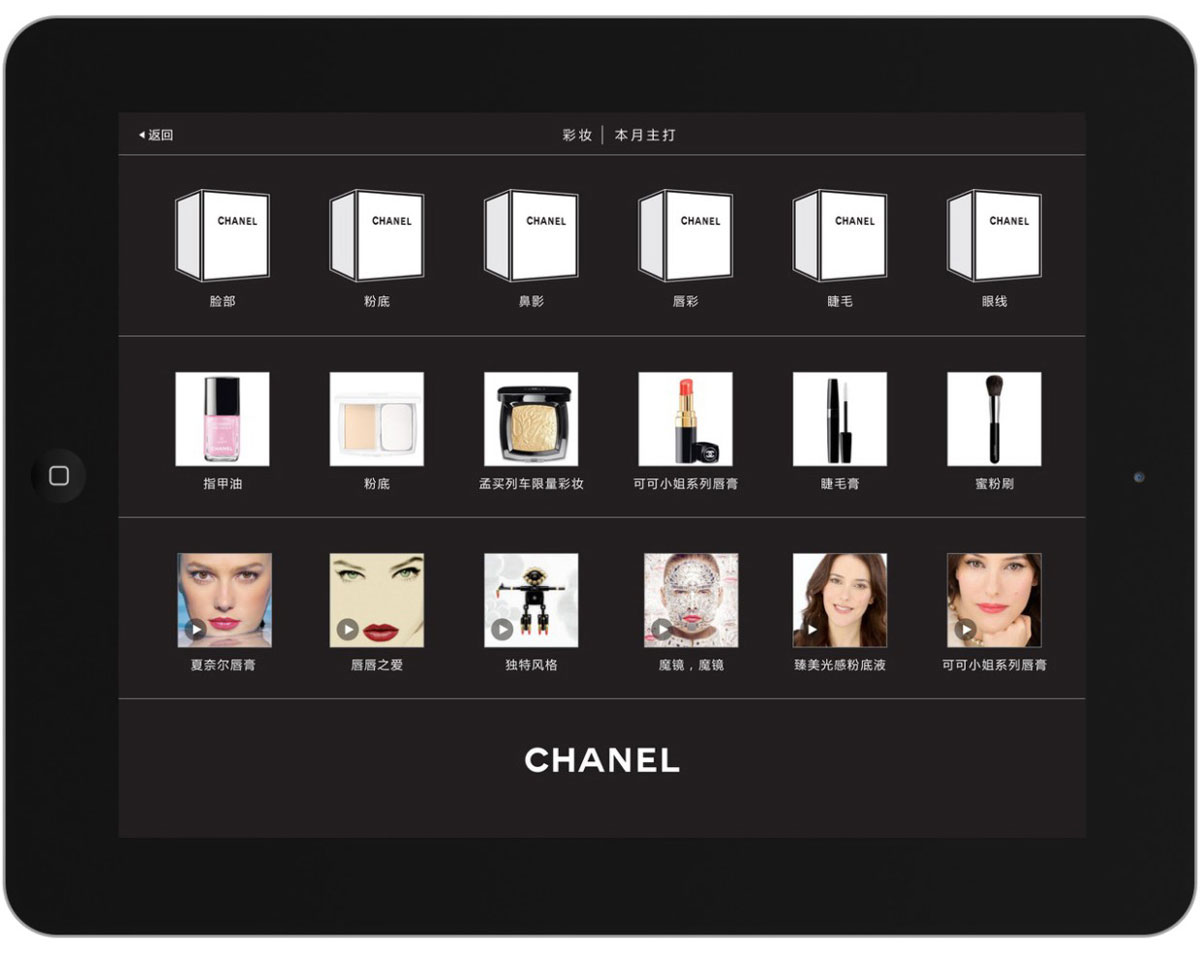 返回
彩妆 | 本月主打
CHANEL CHANEL CHANEL CHANEL CHANEL CHANEL
脸部 粉底 鼻影 唇彩 睫毛 眼线
CHANEL
指甲油 粉底 孟买列车限量彩妆 可可小姐系列唇膏 睫毛膏 蜜粉刷
夏奈尔唇膏 唇唇之爱 独特风格 魔镜，魔镜 臻美光感粉底液 可可小姐系列唇膏
CHANEL